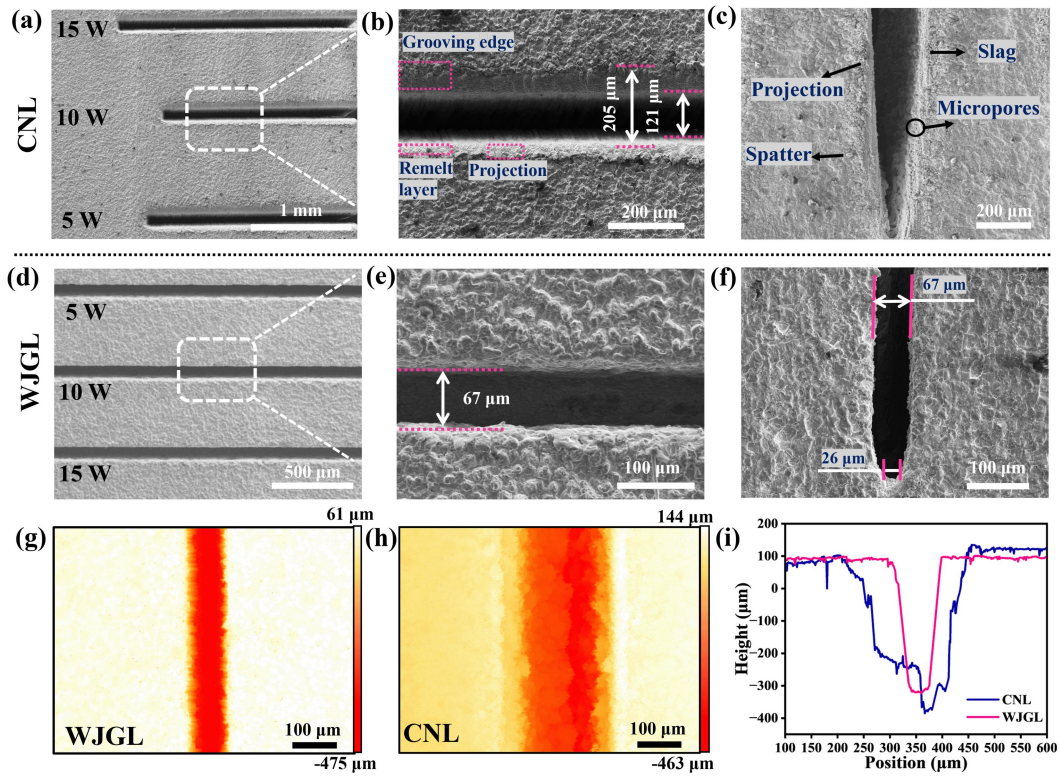 (a)
15 W
10 W
5 W
1 mm
CNL
(b)
Grooving edge
205 μm
121 μm
Remelt
layer
Projection
200 μm
(c)
Projection
Slag
Micropores
Spatter
200 μm
(d)
5 W
10 W
15 W
500 μm
WJGL
(e)
67 μm
100 μm
(f)
67 μm
26 μm
100 μm
(g)
61 μm
WJGL
100 μm
-475 μm
(h)
144 μm
CNL
100 μm
-463 μm
(i)
200
100
0
−100
−200
−300
−400
Height (μm)
CNL
WJGL
100 150 200 250 300 350 400 450 500 550 600
Position (μm)